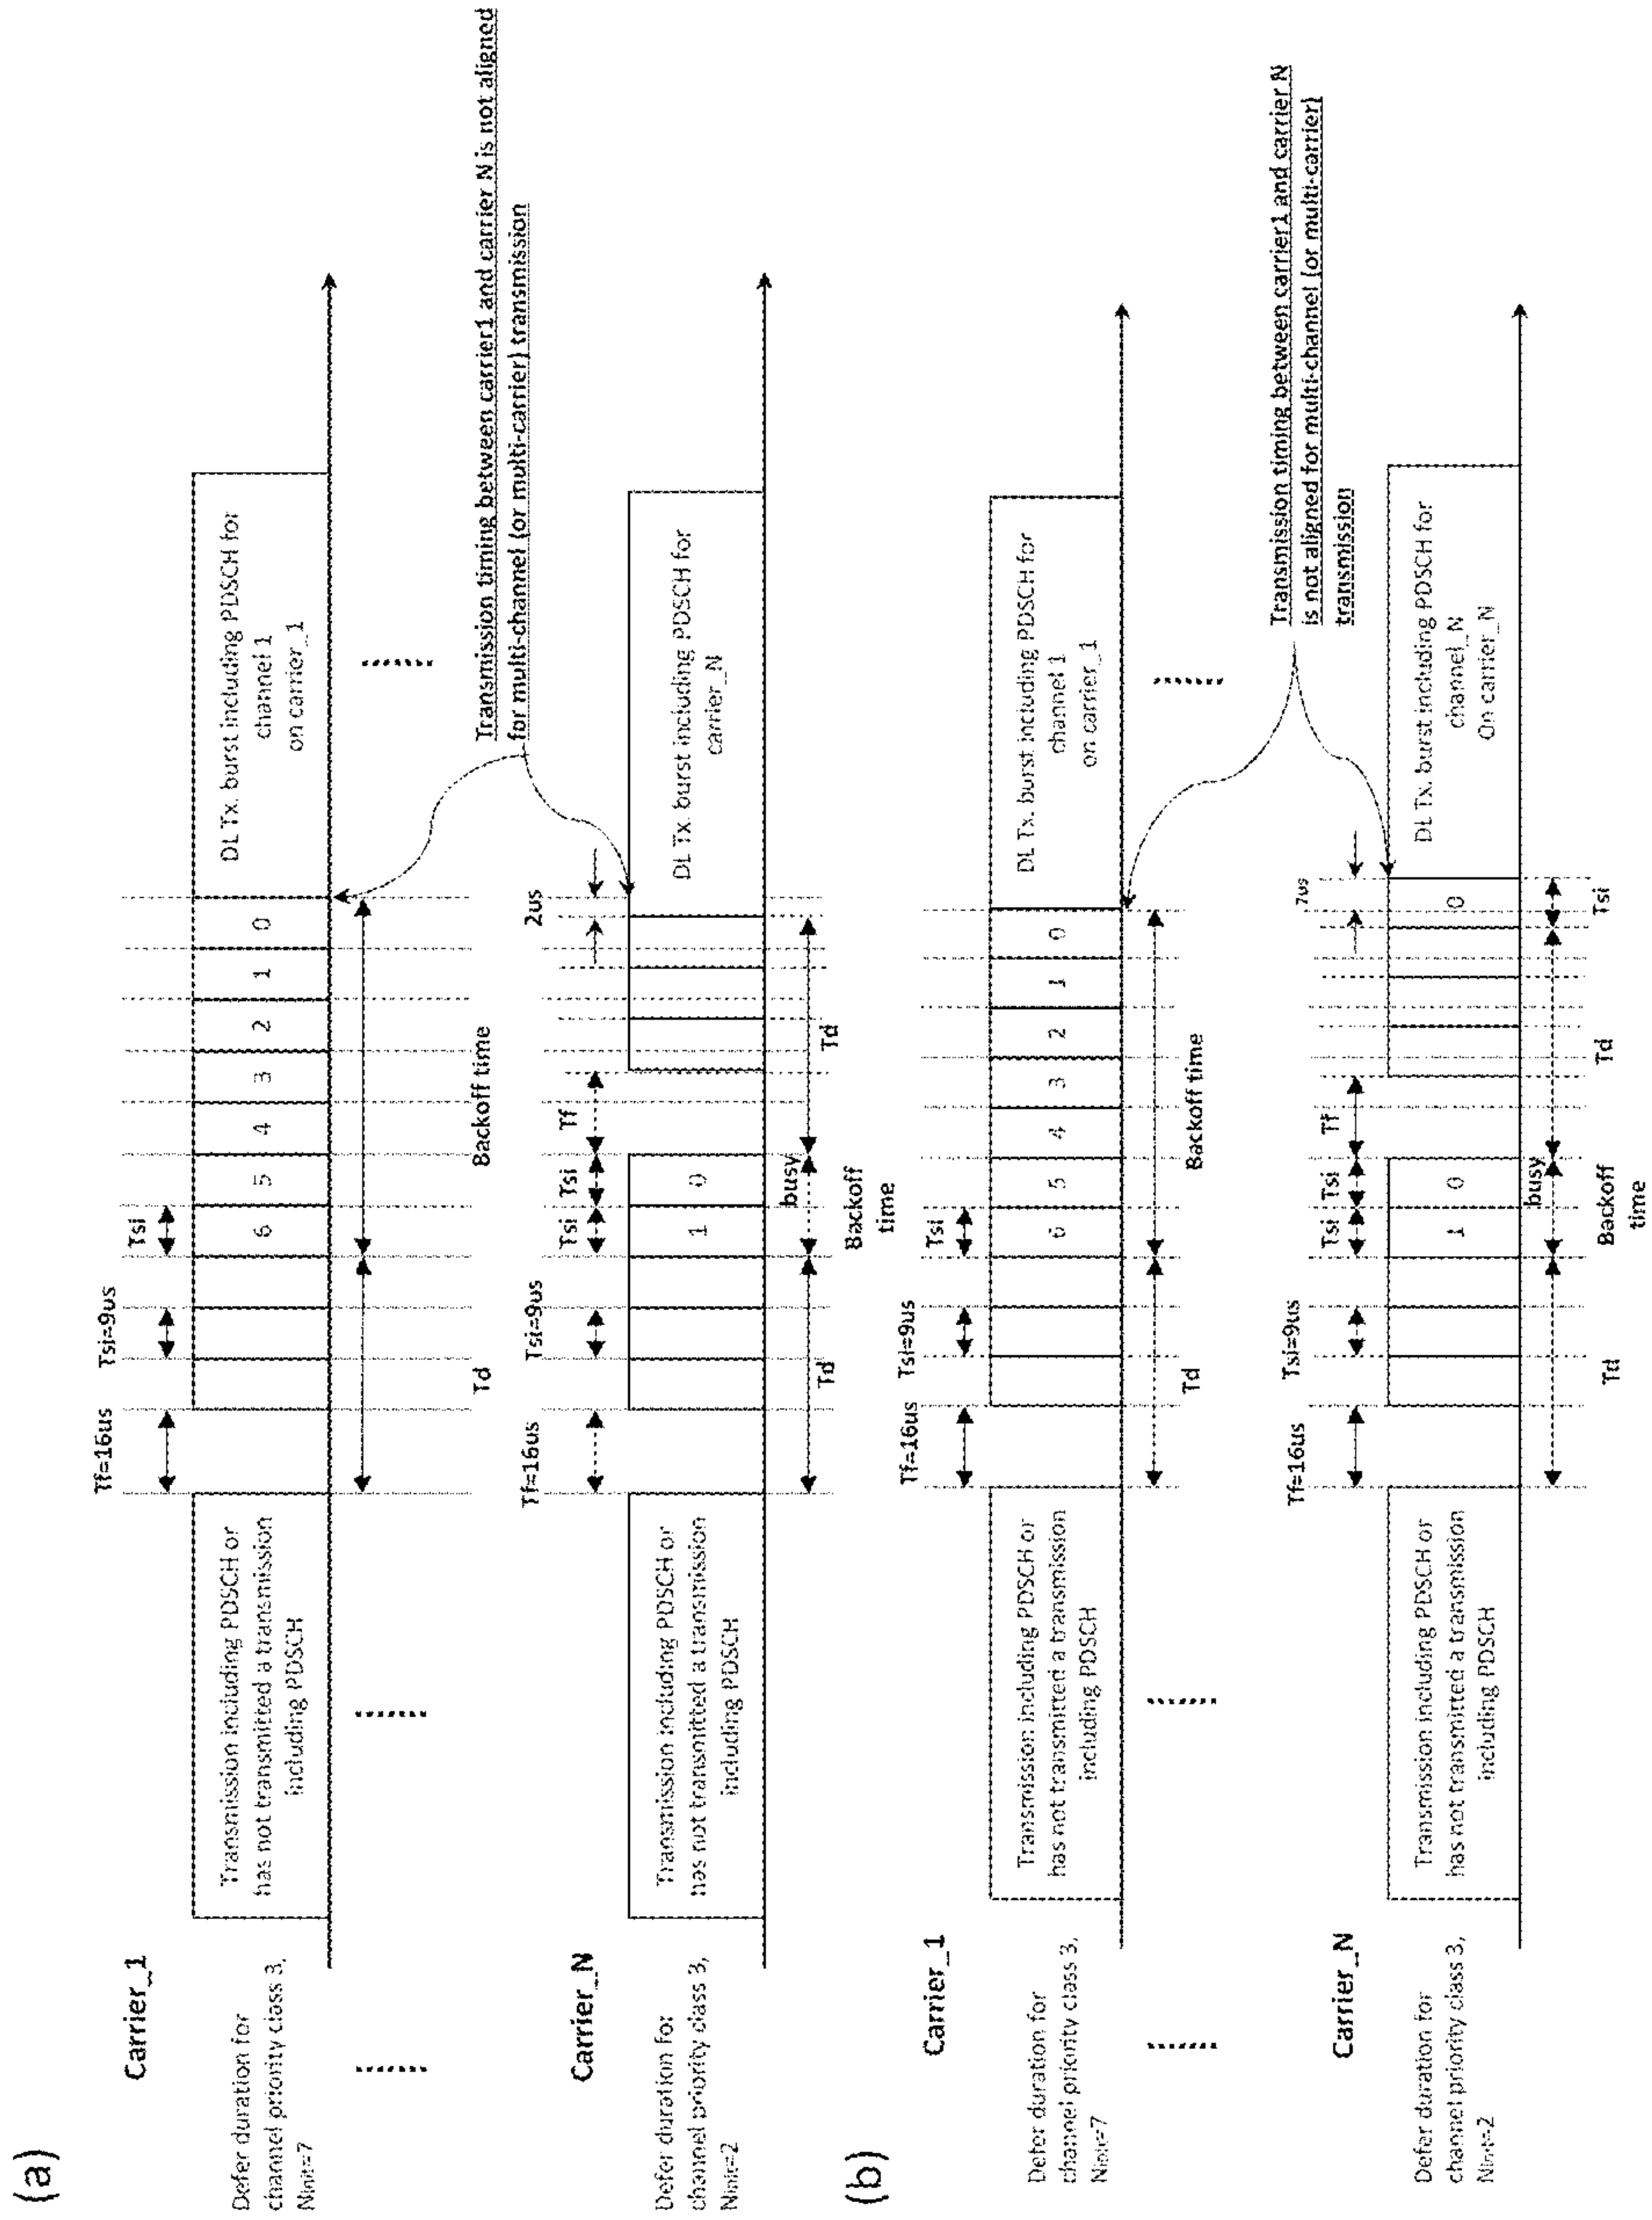 (a)
Carrier_1
Defer duration for
channel priority class 3,
Ninit=7
Transmission including PDSCH or
has not transmitted a transmission
including PDSCH
Tf=16us
Tsi=9us
Tsi
6
5
4
3
2
1
0
Td
Backoff time
DL Tx. burst including PDSCH for
channel 1
on carrier_1
Transmission timing between carrier1 and carrier N is not aligned
for multi-channel (or multi-carrier) transmission
Carrier_N
Defer duration for
channel priority class 3,
Ninit=2
Transmission including PDSCH or
has not transmitted a transmission
including PDSCH
Tf=16us
Tsi=9us
Tsi
Tsi
Tf
2us
1
0
Td
busy
Backoff
time
Td
DL Tx. burst including PDSCH for
carrier_N
(b)
Carrier_1
Defer duration for
channel priority class 3,
Ninit=7
Transmission including PDSCH or
has not transmitted a transmission
including PDSCH
Tf=16us
Tsi=9us
Tsi
6
5
4
3
2
1
0
Td
Backoff time
DL Tx. burst including PDSCH for
channel 1
on carrier_1
Transmission timing between carrier1 and carrier N
is not aligned for multi-channel (or multi-carrier)
transmission
Carrier_N
Defer duration for
channel priority class 3,
Ninit=2
Transmission including PDSCH or
has not transmitted a transmission
including PDSCH
Tf=16us
Tsi=9us
Tsi
Tsi
Tf
7us
1
0
0
Td
busy
Backoff
time
Td
Tsi
DL Tx. burst including PDSCH for
channel_N
On carrier_N